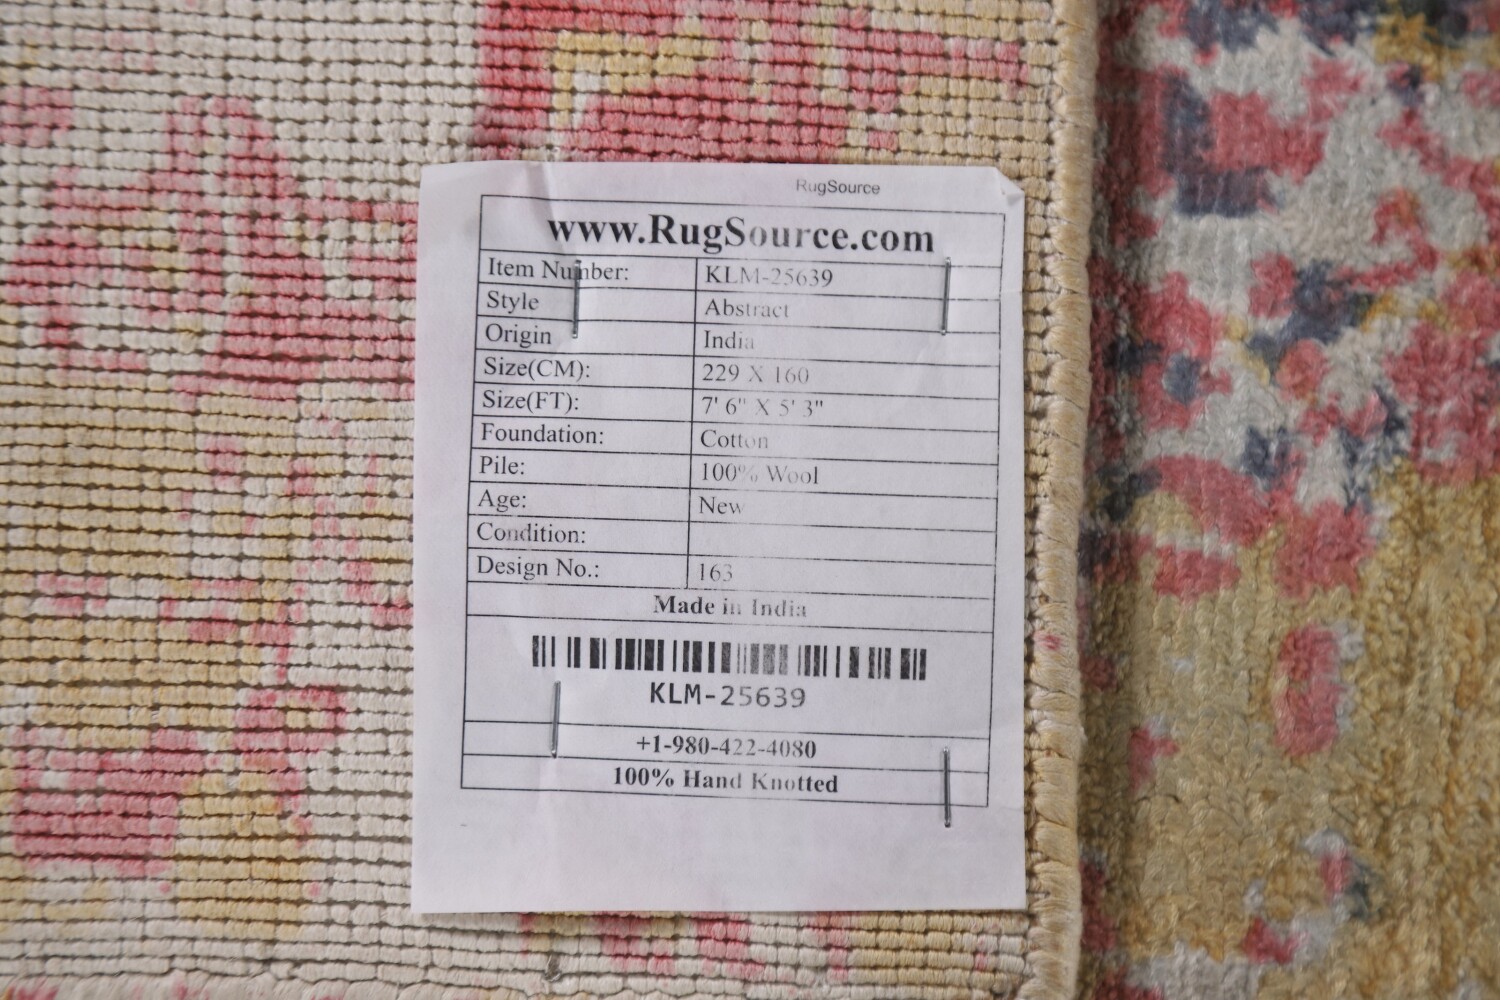 RugSource
www.RugSource.com
Item Number: KLM-25639
Style Abstract
Origin India
Size(CM): 229 X 160
Size(FT): 7' 6" X 5' 3"
Foundation: Cotton
Pile: 100% Wool
Age: New
Condition:
Design No.: 163
Made in India
KLM-25639
+1-980-422-4080
100% Hand Knotted